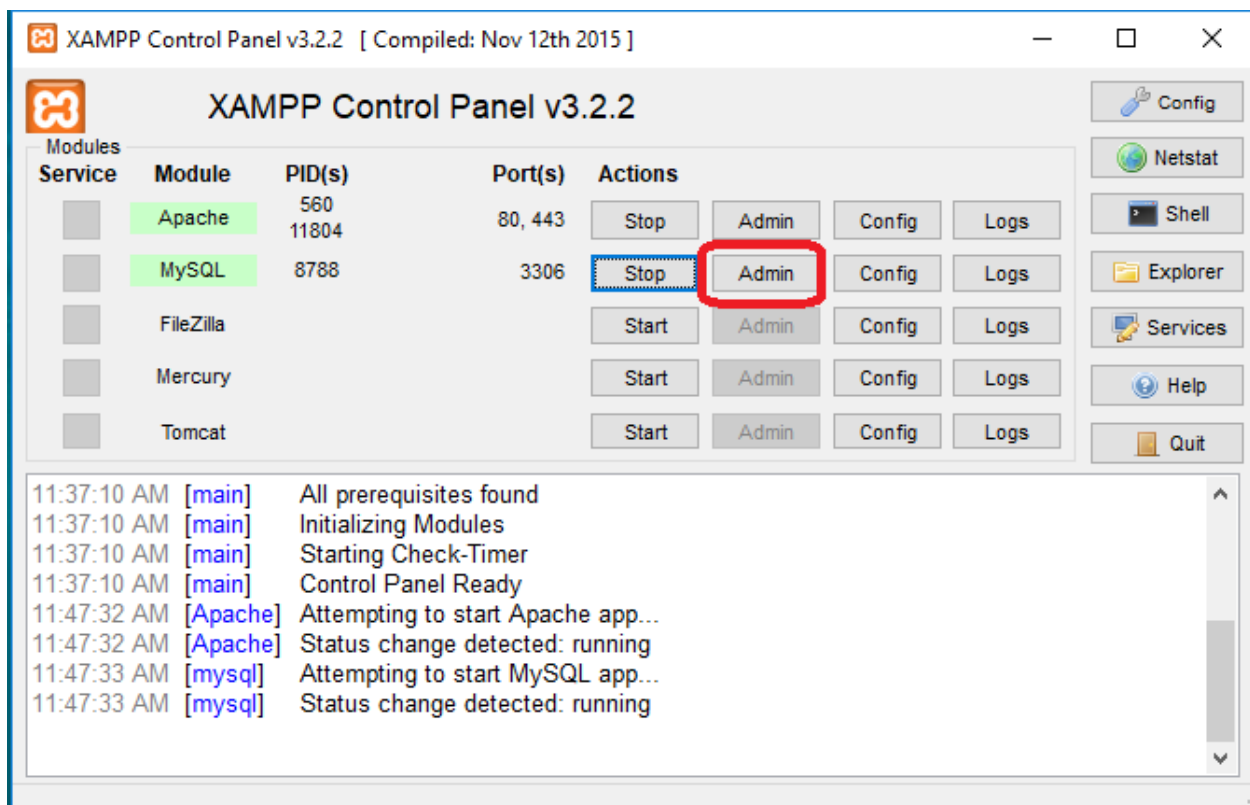 XAMPP Control Panel v3.2.2 [ Compiled: Nov 12th 2015 ]
XAMPP Control Panel v3.2.2
Config
Modules
Service Module PID(s) Port(s) Actions
Netstat
Apache 560 11804 80, 443 Stop Admin Config Logs
Shell
MySQL 8788 3306 Stop Admin Config Logs
Explorer
FileZilla Start Admin Config Logs
Services
Mercury Start Admin Config Logs
Help
Tomcat Start Admin Config Logs
Quit
11:37:10 AM [main] All prerequisites found
11:37:10 AM [main] Initializing Modules
11:37:10 AM [main] Starting Check-Timer
11:37:10 AM [main] Control Panel Ready
11:47:32 AM [Apache] Attempting to start Apache app...
11:47:32 AM [Apache] Status change detected: running
11:47:33 AM [mysql] Attempting to start MySQL app...
11:47:33 AM [mysql] Status change detected: running